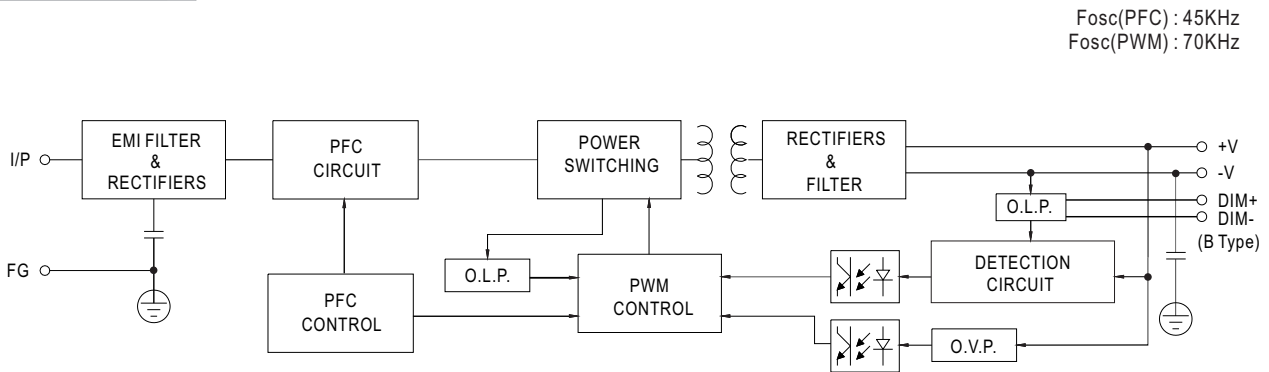 Fosc(PFC) : 45KHz
Fosc(PWM) : 70KHz
I/P
EMI FILTER
&
RECTIFIERS
PFC
CIRCUIT
POWER
SWITCHING
RECTIFIERS
&
FILTER
+V
-V
O.L.P.
DIM+
DIM-
(B Type)
FG
O.L.P.
PFC
CONTROL
PWM
CONTROL
DETECTION
CIRCUIT
O.V.P.